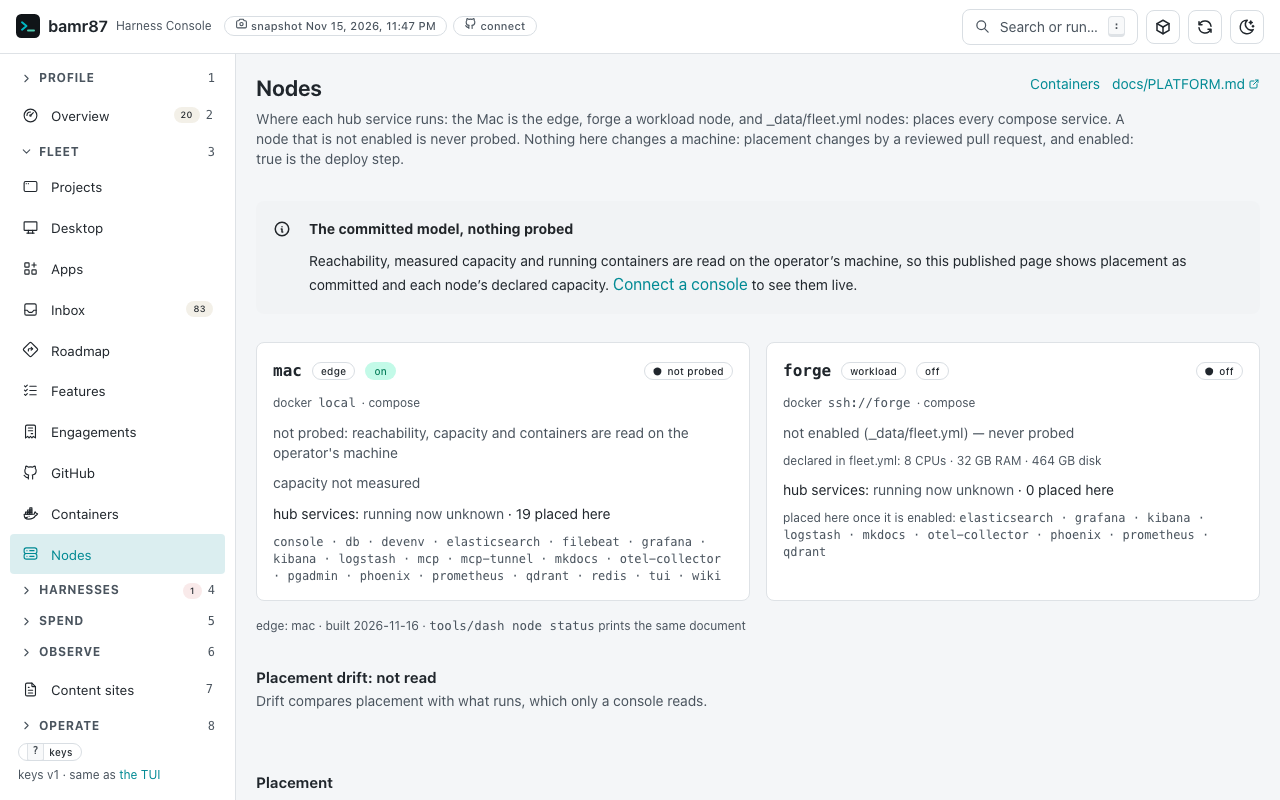 bamr87 Harness Console snapshot Nov 15, 2026, 11:47 PM connect Search or run... :
PROFILE 1
Overview 20 2
FLEET 3
Projects
Desktop
Apps
Inbox 83
Roadmap
Features
Engagements
GitHub
Containers
Nodes
HARNESSES 1 4
SPEND 5
OBSERVE 6
Content sites 7
OPERATE 8
? keys
keys v1 · same as the TUI
Nodes
Containers docs/PLATFORM.md
Where each hub service runs: the Mac is the edge, forge a workload node, and _data/fleet.yml nodes: places every compose service. A
node that is not enabled is never probed. Nothing here changes a machine: placement changes by a reviewed pull request, and enabled:
true is the deploy step.
The committed model, nothing probed
Reachability, measured capacity and running containers are read on the operator’s machine, so this published page shows placement as
committed and each node’s declared capacity. Connect a console to see them live.
mac edge on not probed
docker local · compose
not probed: reachability, capacity and containers are read on the
operator's machine
capacity not measured
hub services: running now unknown · 19 placed here
console · db · devenv · elasticsearch · filebeat · grafana ·
kibana · logstash · mcp · mcp-tunnel · mkdocs · otel-collector
· pgadmin · phoenix · prometheus · qdrant · redis · tui · wiki
forge workload off off
docker ssh://forge · compose
not enabled (_data/fleet.yml) — never probed
declared in fleet.yml: 8 CPUs · 32 GB RAM · 464 GB disk
hub services: running now unknown · 0 placed here
placed here once it is enabled: elasticsearch · grafana · kibana ·
logstash · mkdocs · otel-collector · phoenix · prometheus ·
qdrant
edge: mac · built 2026-11-16 · tools/dash node status prints the same document
Placement drift: not read
Drift compares placement with what runs, which only a console reads.
Placement